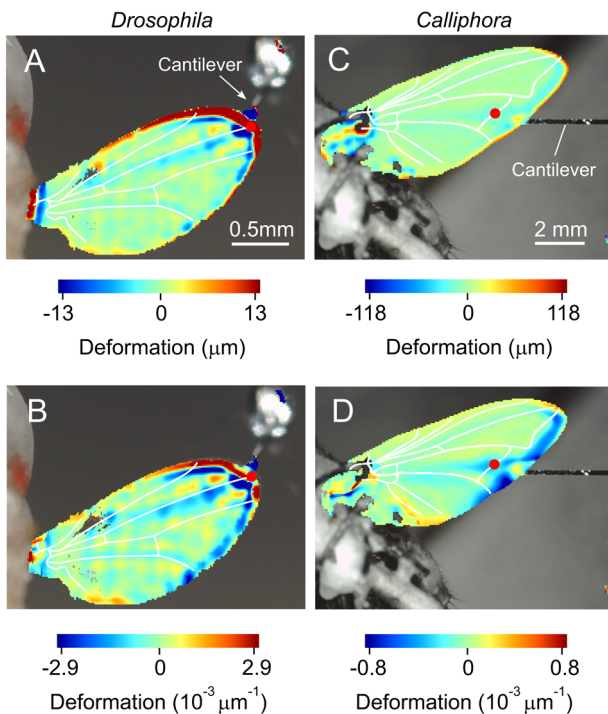 Drosophila
Calliphora
A
Cantilever
0.5mm
C
Cantilever
2 mm
-13 0 13
Deformation (μm)
-118 0 118
Deformation (μm)
B
D
-2.9 0 2.9
Deformation (10⁻³ μm⁻¹)
-0.8 0 0.8
Deformation (10⁻³ μm⁻¹)